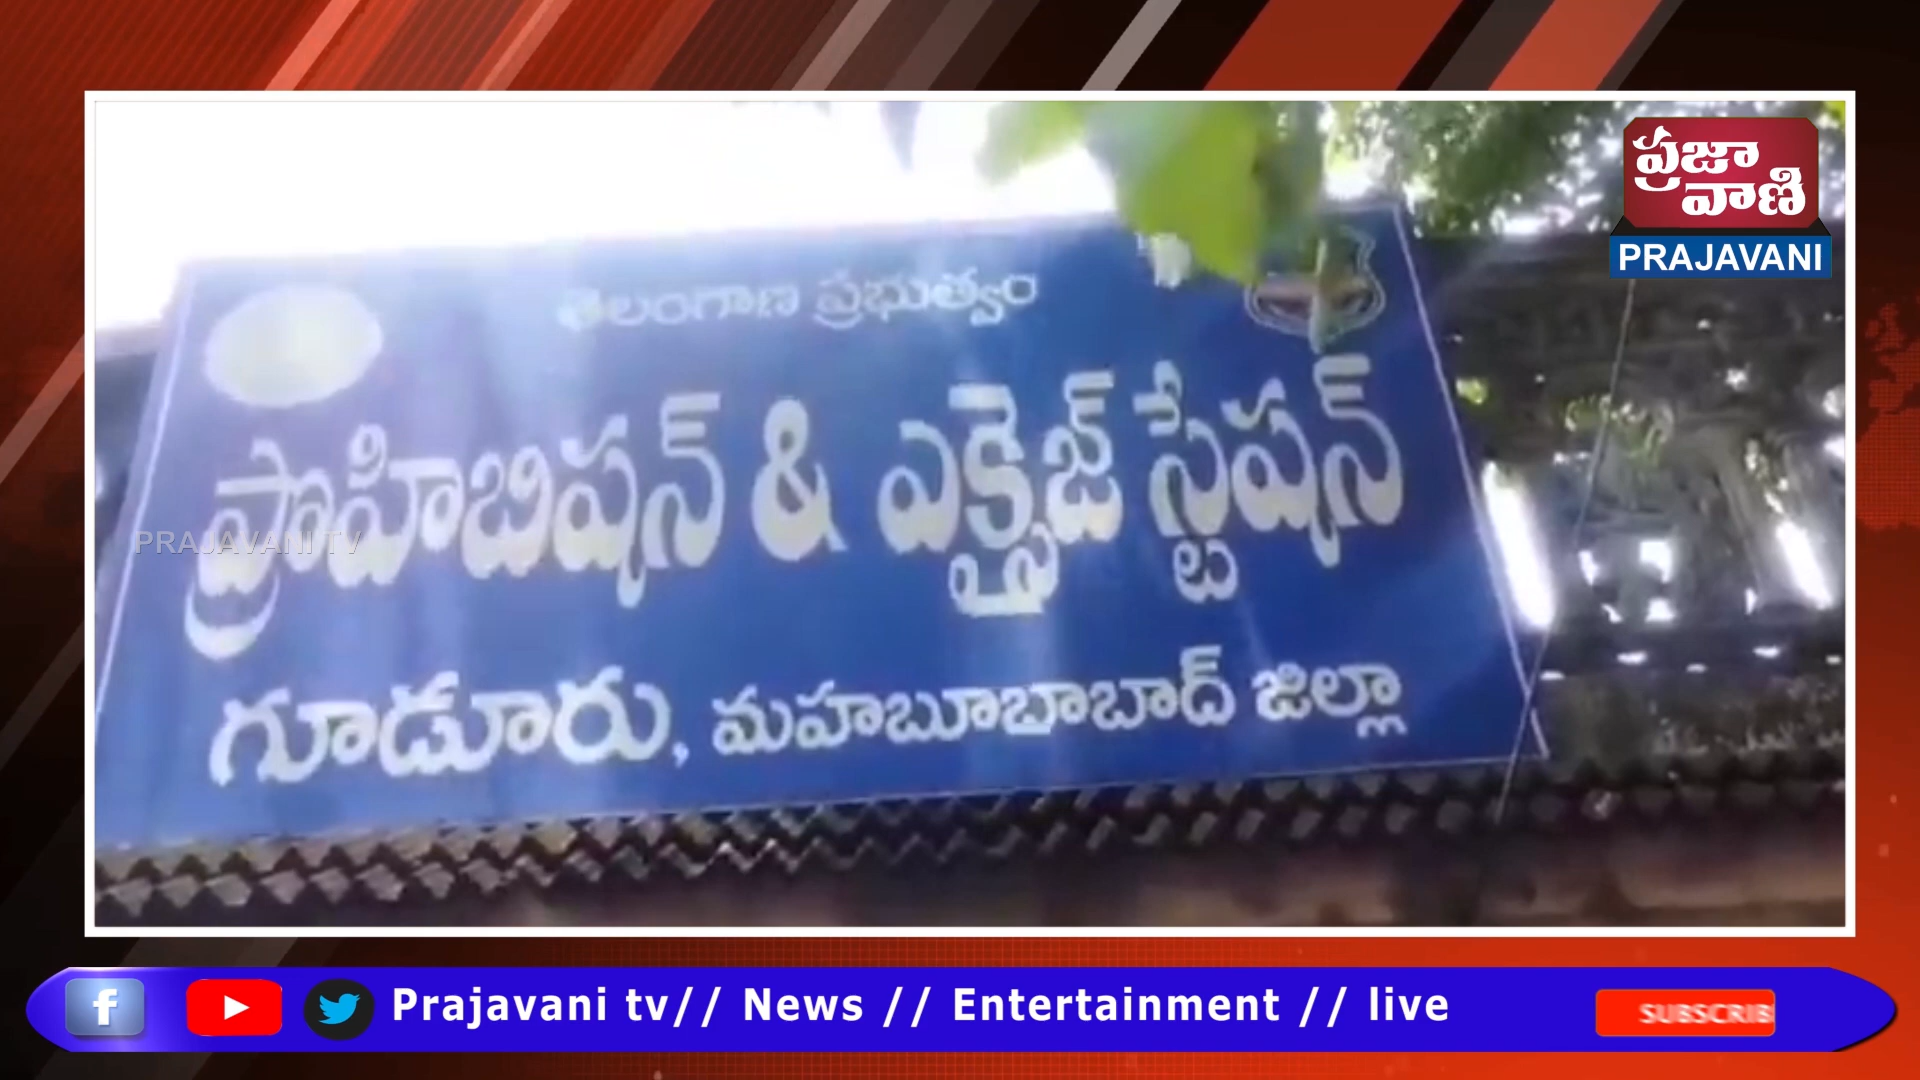 ప్రజా
వాణి
PRAJAVANI
తెలంగాణ ప్రభుత్వం
ప్రొహిబిషన్ & ఎక్సైజ్ స్టేషన్
PRAJAVANI TV
గూడూరు, మహబూబాబాద్ జిల్లా
Prajavani tv// News // Entertainment // live
SUBSCRIB